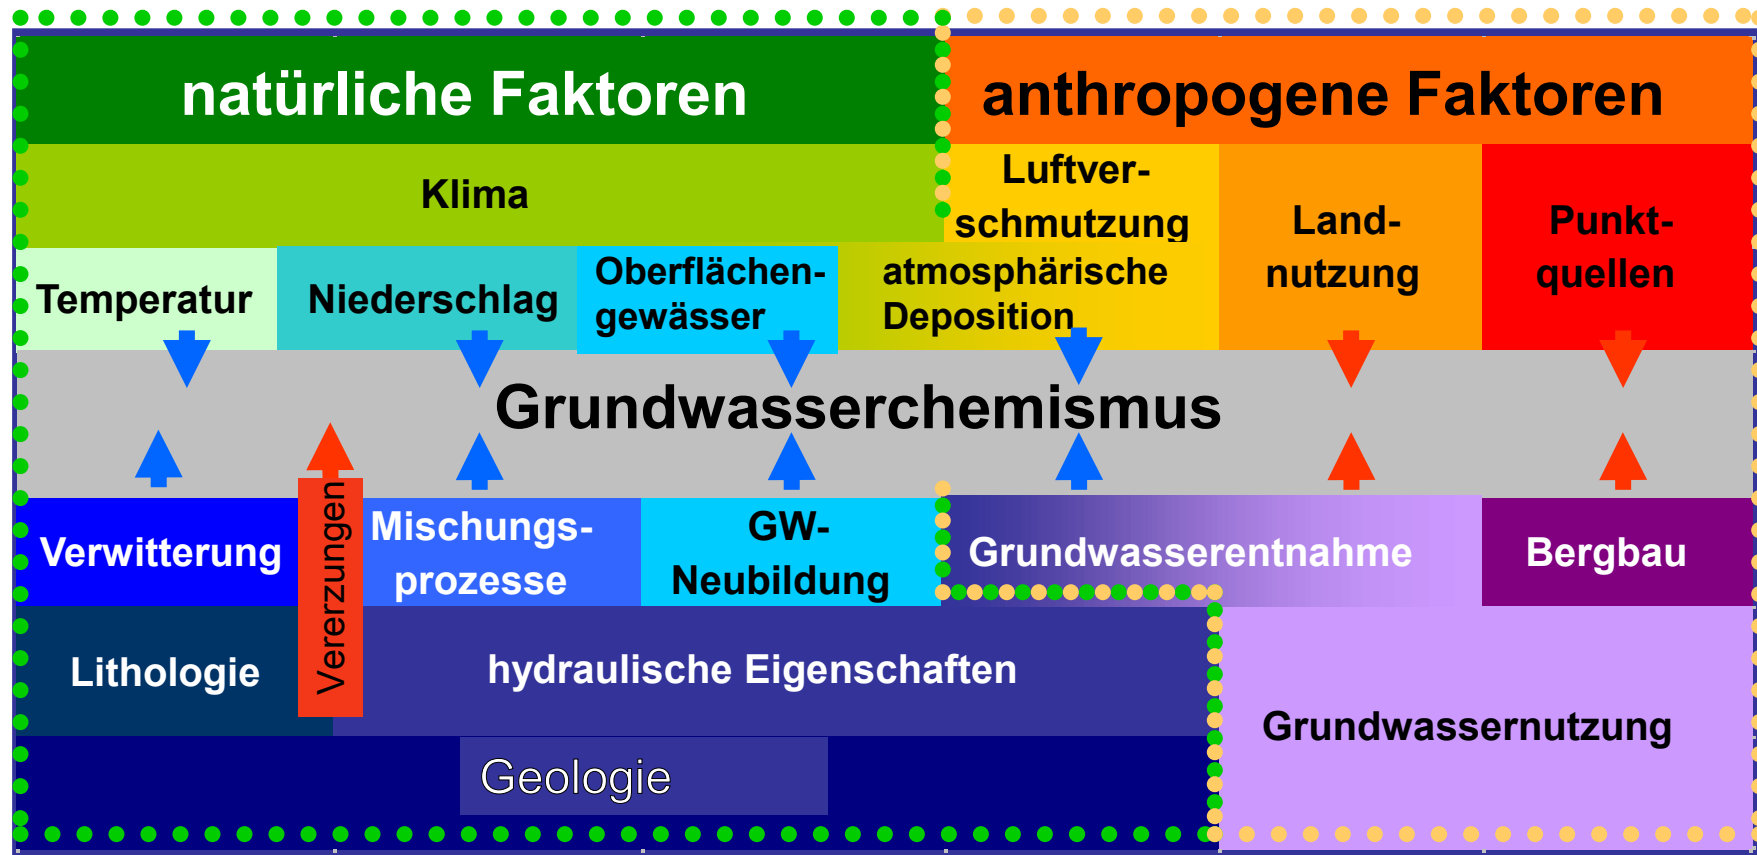 natürliche Faktoren
anthropogene Faktoren
Klima
Luftver-
schmutzung
Land-
nutzung
Punkt-
quellen
Temperatur
Niederschlag
Oberflächen-
gewässer
atmosphärische
Deposition
Grundwasserchemismus
Verwitterung
Vererzungen
Mischungs-
prozesse
GW-
Neubildung
Grundwasserentnahme
Bergbau
Lithologie
hydraulische Eigenschaften
Grundwassernutzung
Geologie